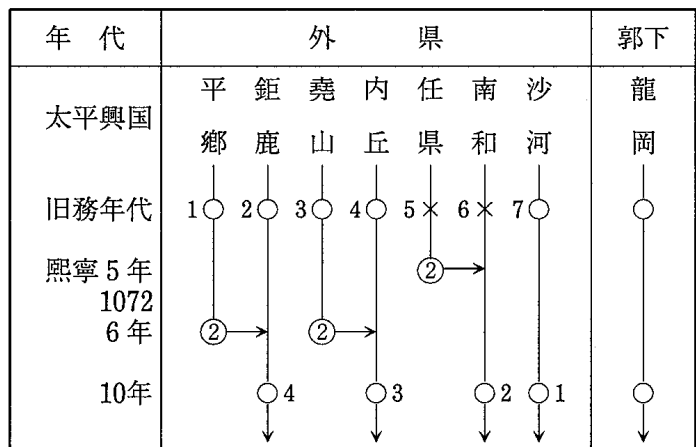 年代 外県 郭下
太平興国 平郷 鉅鹿 堯山 内丘 任県 南和 沙河 龍岡
旧務年代 1○ 2○ 3○ 4○ 5× 6× 7○ ○
熙寧5年 ②
1072
6年 ② ②
10年 ○4 ○3 ○2 ○1 ○